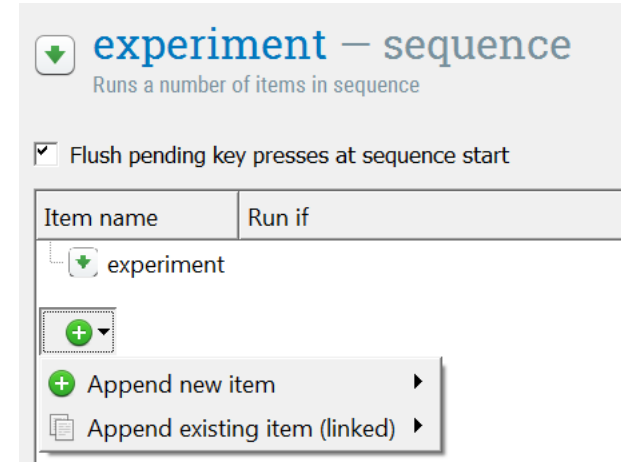 experiment – sequence
Runs a number of items in sequence
Flush pending key presses at sequence start
Item name Run if
experiment
Append new item
Append existing item (linked)